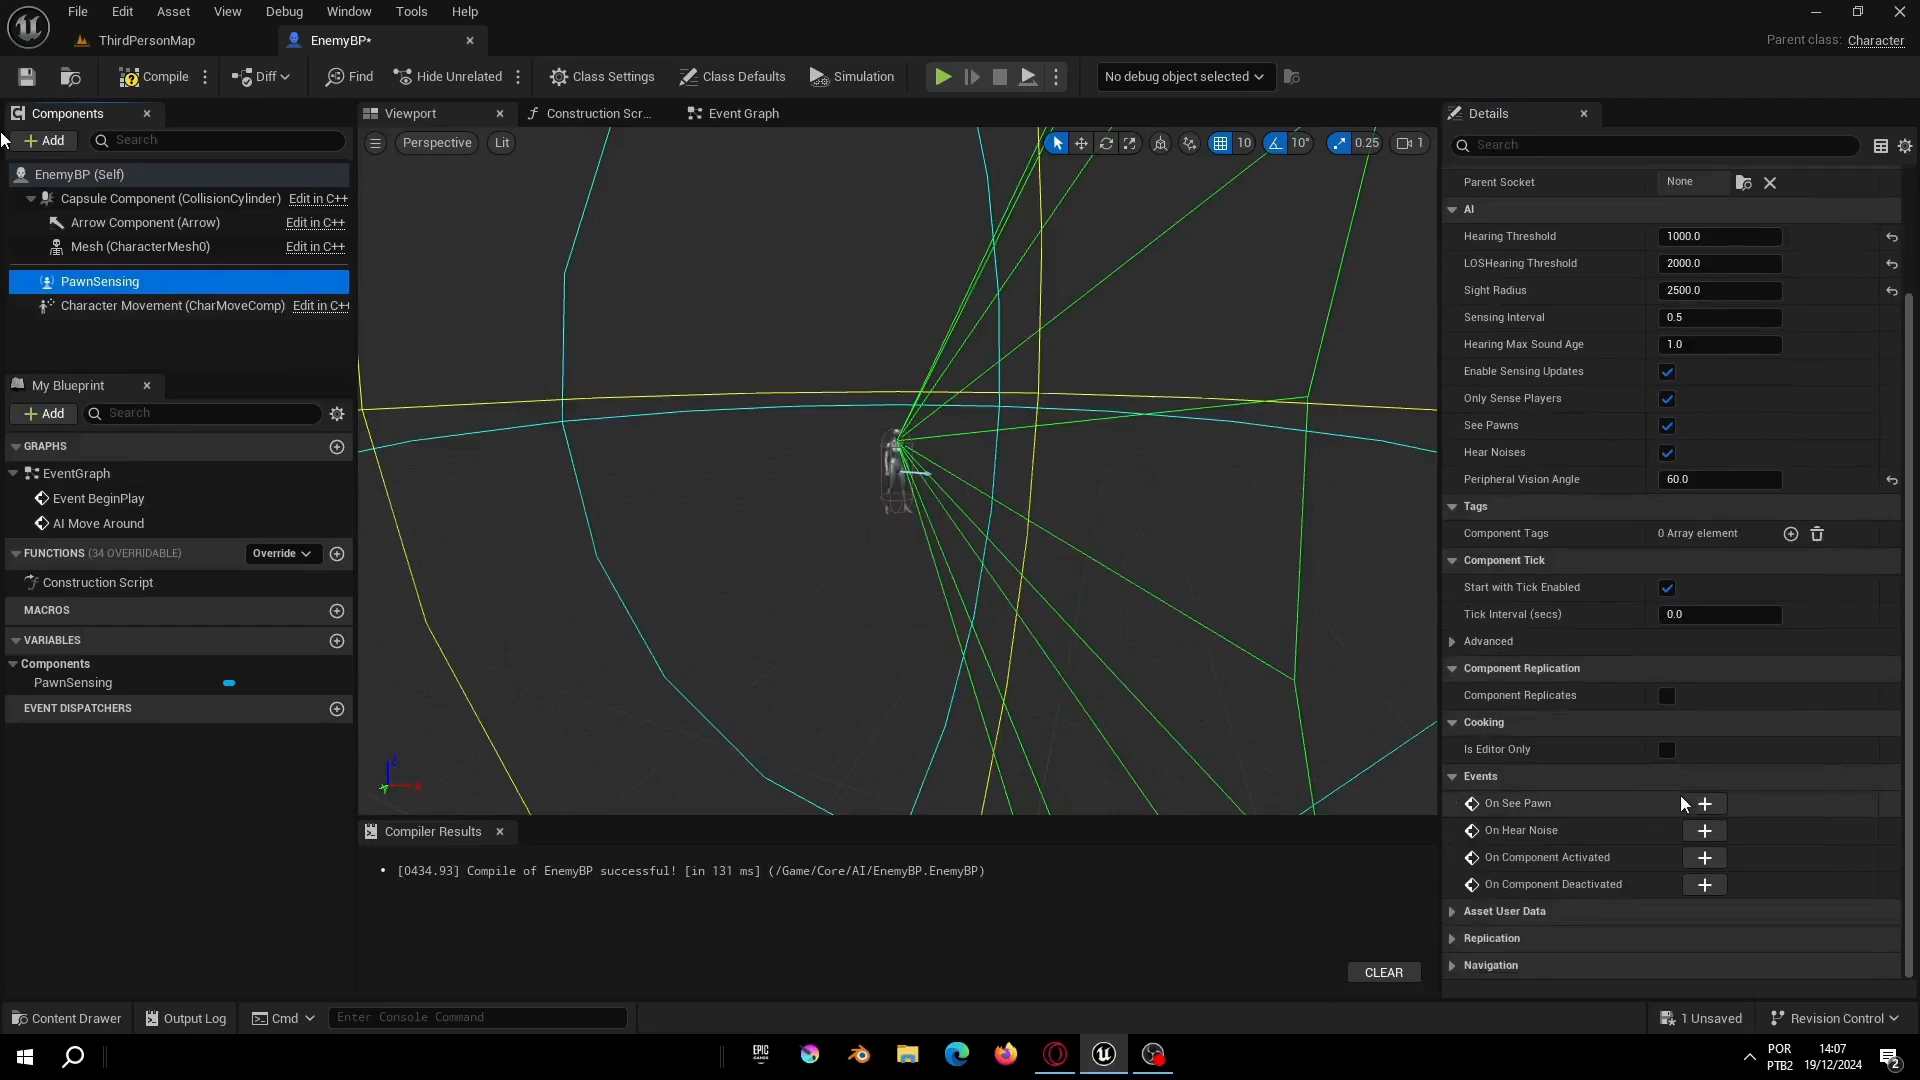 File Edit Asset View Debug Window Tools Help
ThirdPersonMap
EnemyBP*
Parent class: Character
Compile
Diff
Find
Hide Unrelated
Class Settings
Class Defaults
Simulation
No debug object selected
Components
Add
Search
EnemyBP (Self)
Capsule Component (CollisionCylinder) Edit in C++
Arrow Component (Arrow) Edit in C++
Mesh (CharacterMesh0) Edit in C++
PawnSensing
Character Movement (CharMoveComp) Edit in C++
My Blueprint
Add
Search
GRAPHS
EventGraph
Event BeginPlay
AI Move Around
FUNCTIONS (34 OVERRIDABLE) Override
Construction Script
MACROS
VARIABLES
Components
PawnSensing
EVENT DISPATCHERS
Viewport
Construction Scr...
Event Graph
Perspective
Lit
10
10°
0.25
1
Z
X
Y
Compiler Results
• [0434.93] Compile of EnemyBP successful! [in 131 ms] (/Game/Core/AI/EnemyBP.EnemyBP)
CLEAR
Details
Search
Parent Socket None
AI
Hearing Threshold 1000.0
LOSHearing Threshold 2000.0
Sight Radius 2500.0
Sensing Interval 0.5
Hearing Max Sound Age 1.0
Enable Sensing Updates
Only Sense Players
See Pawns
Hear Noises
Peripheral Vision Angle 60.0
Tags
Component Tags 0 Array element
Component Tick
Start with Tick Enabled
Tick Interval (secs) 0.0
Advanced
Component Replication
Component Replicates
Cooking
Is Editor Only
Events
On See Pawn
On Hear Noise
On Component Activated
On Component Deactivated
Asset User Data
Replication
Navigation
Content Drawer
Output Log
Cmd
Enter Console Command
1 Unsaved
Revision Control
EPIC
GAMES
POR
PTB2
14:07
19/12/2024
2